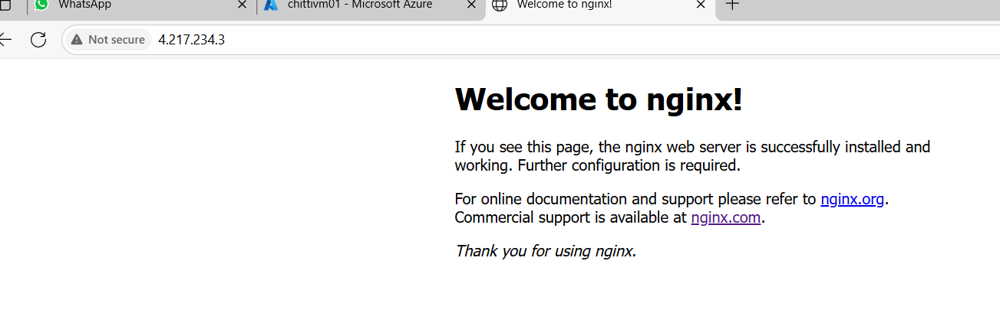 WhatsApp
chittivm01 - Microsoft Azure
Welcome to nginx!
Not secure
4.217.234.3
Welcome to nginx!
If you see this page, the nginx web server is successfully installed and
working. Further configuration is required.
For online documentation and support please refer to nginx.org.
Commercial support is available at nginx.com.
Thank you for using nginx.